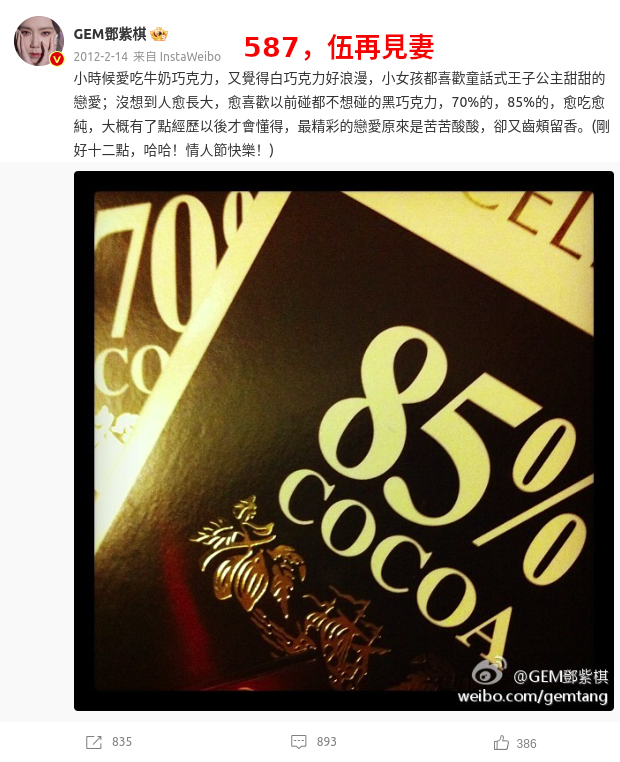 GEM鄧紫棋
2012-2-14 来自 InstaWeibo
587，伍再見妻
小時候愛吃牛奶巧克力，又覺得白巧克力好浪漫，小女孩都喜歡童話式王子公主甜甜的
戀愛；沒想到人愈長大，愈喜歡以前碰都不想碰的黑巧克力，70%的，85%的，愈吃愈
純，大概有了點經歷以後才會懂得，最精彩的戀愛原來是苦苦酸酸，卻又齒頰留香。(剛
好十二點，哈哈！情人節快樂！)
70%
CO
CEL
85%
COCOA
@GEM鄧紫棋
weibo.com/gemtang
835
893
386